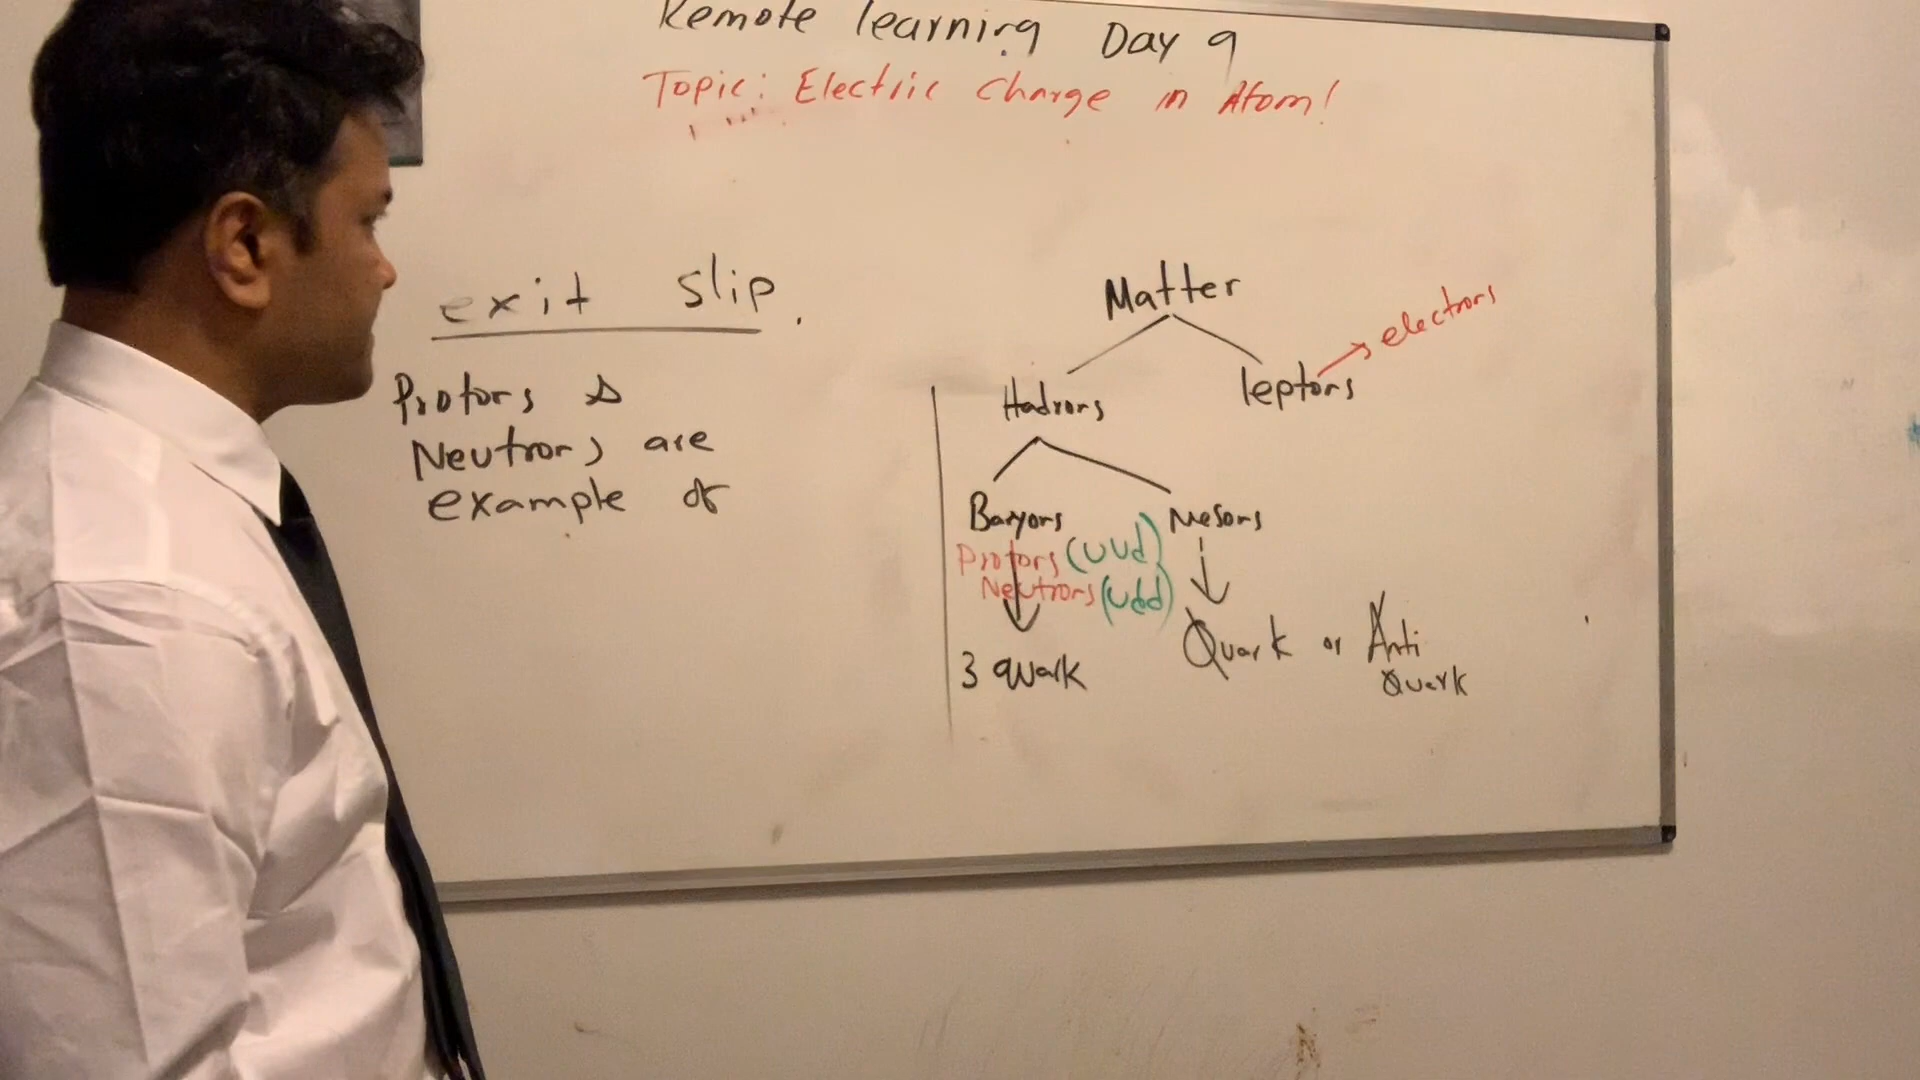 Remote learning Day 9
Topic: Electric Charge in Atom!
exit slip.
Protons &
Neutrons are
example of
Matter
electrons
Hadrons
leptons
Baryons
Mesons
Protons (uud)
Neutrons (udd)
3 Quark
Quark or Anti
Quark